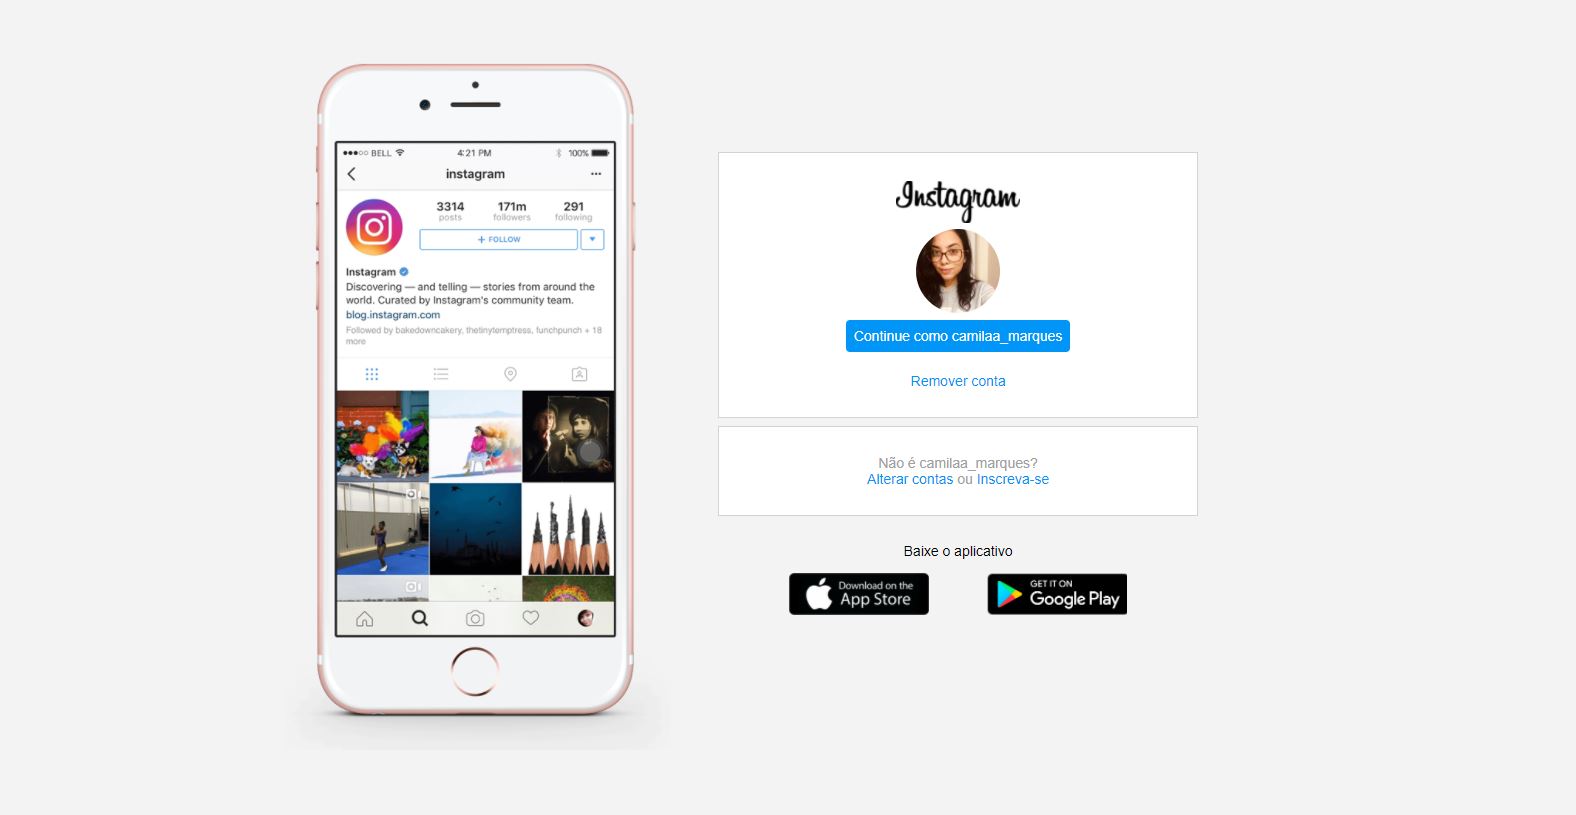 BELL
4:21 PM
100%
instagram
3314
171m
291
posts
followers
following
+ FOLLOW
Instagram
Discovering — and telling — stories from around the
world. Curated by Instagram's community team.
blog.instagram.com
Followed by bakedowncakery, thetinytemptress, funchpunch + 18
more
Instagram
Continue como camilaa_marques
Remover conta
Não é camilaa_marques?
Alterar contas ou Inscreva-se
Baixe o aplicativo
Download on the
App Store
GET IT ON
Google Play